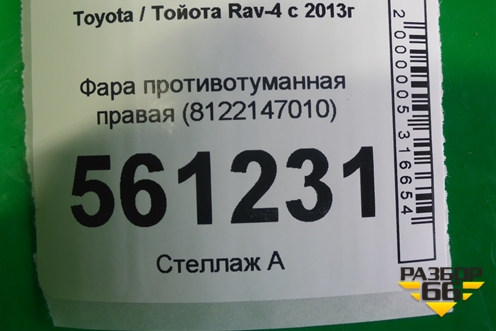 Toyota / Тойота Rav-4 с 2013г
Фара противотуманная
правая (8122147010)
561231
Стеллаж А
2000005316654
РАЗБОР
66